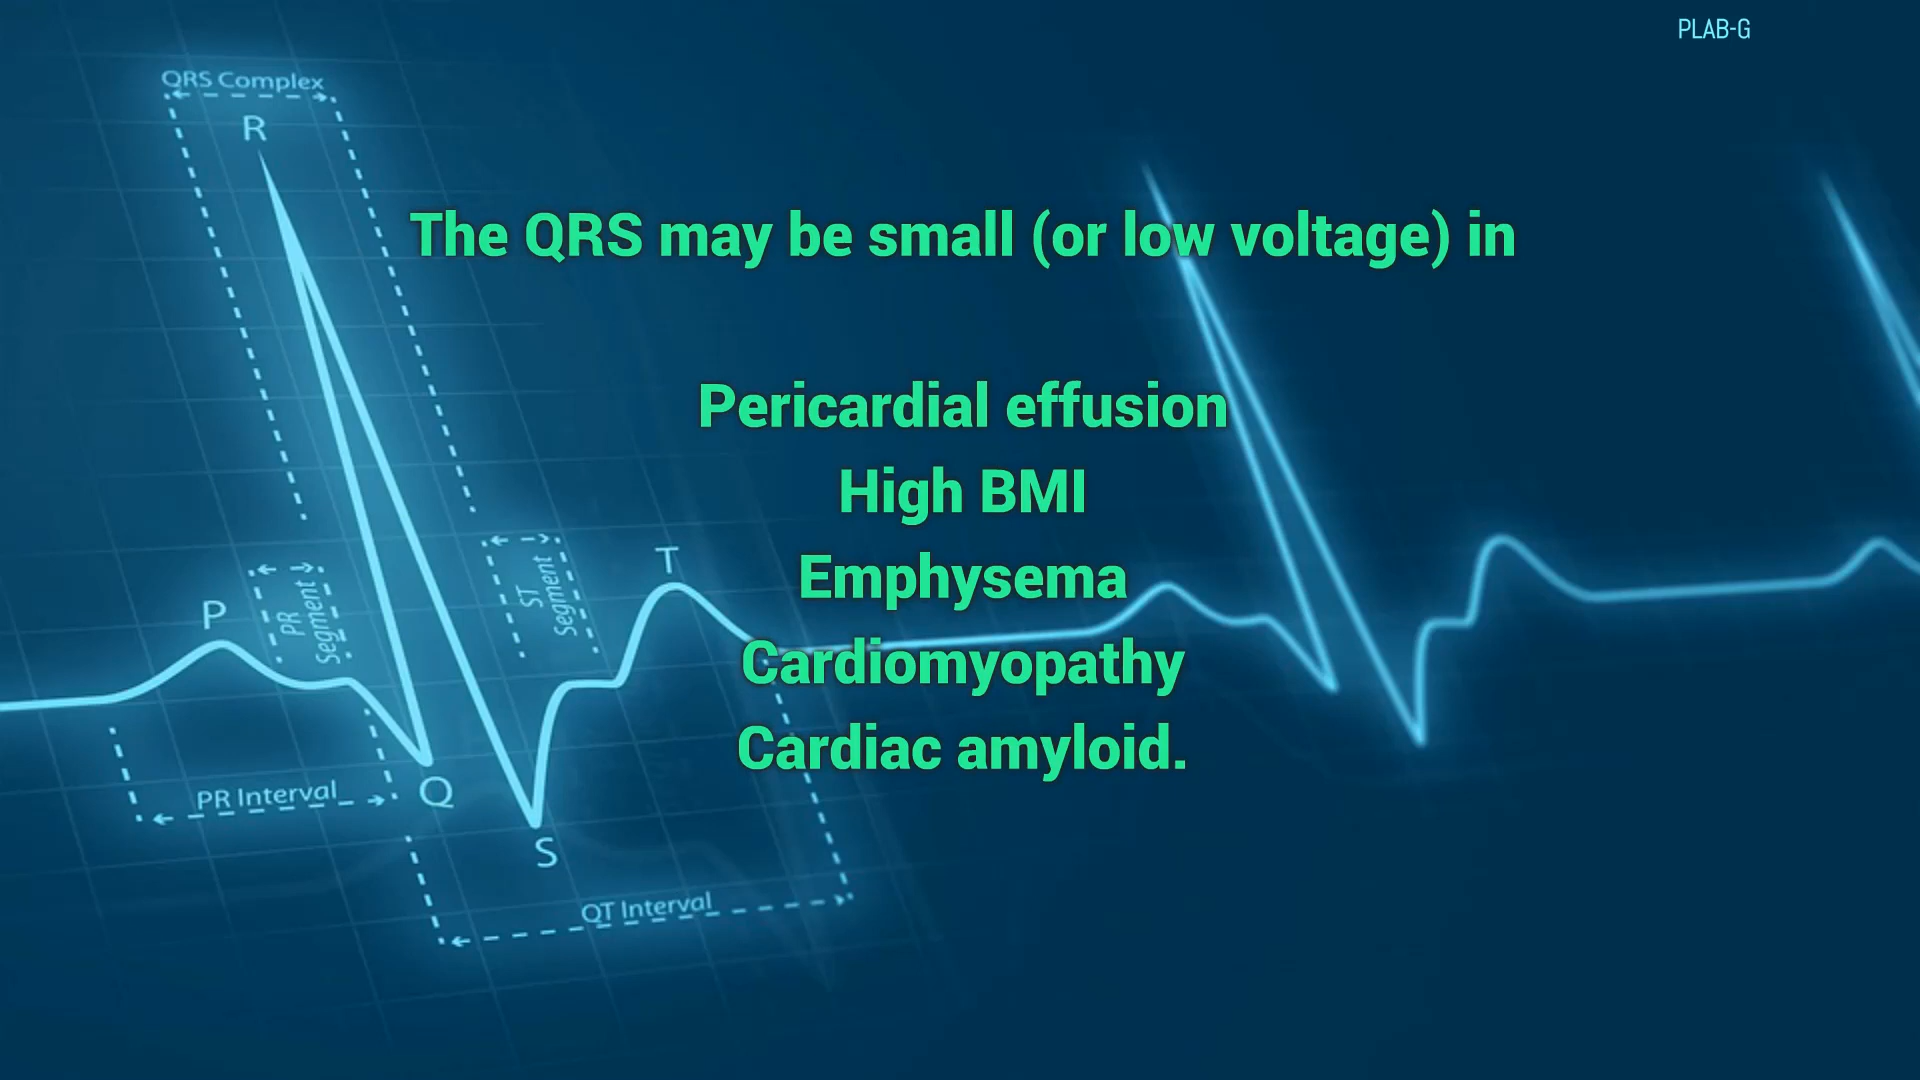 PLAB-G
QRS Complex
R
The QRS may be small (or low voltage) in
Pericardial effusion
High BMI
Emphysema
Cardiomyopathy
Cardiac amyloid.
P
PR
Segment
ST
Segment
T
PR Interval
Q
S
QT Interval